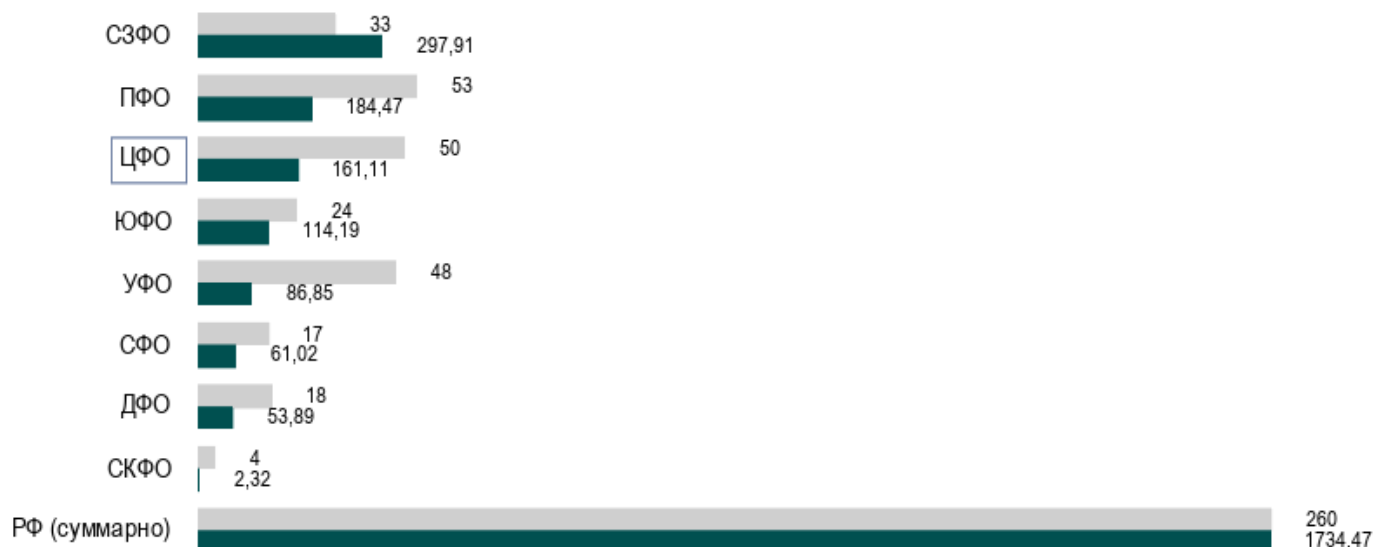 СЗФО
33
297,91
ПФО
53
184,47
ЦФО
50
161,11
ЮФО
24
114,19
УФО
48
86,85
СФО
17
61,02
ДФО
18
53,89
СКФО
4
2,32
РФ (суммарно)
260
1734,47